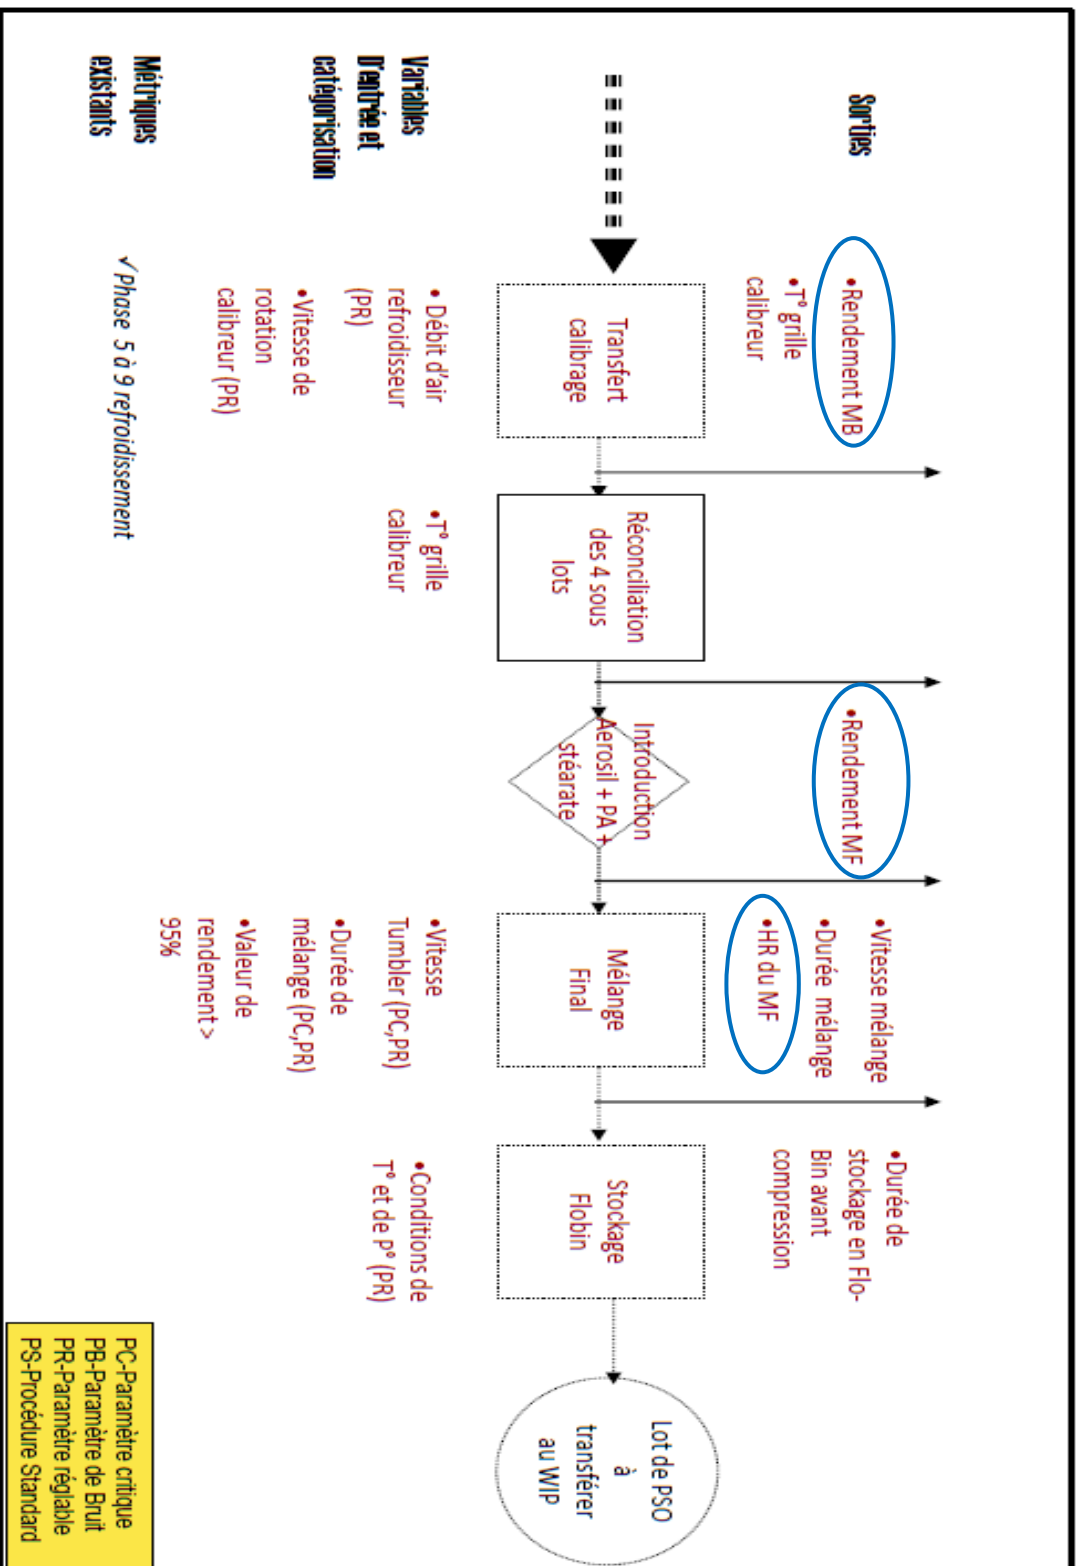 Sorties
•Rendement MB
•T° grille
calibreur
•Rendement MF
•Vitesse mélange
•Durée mélange
•HR du MF
•Durée de
stockage en Flo-
Bin avant
compression
Transfert
calibrage
Réconciliation
des 4 sous
lots
Introduction
Aerosil + PA +
stéarate
Mélange
Final
Stockage
Flobin
Lot de PSO
à
transférer
au WIP
Variables
D'entrée et
catégorisation
• Débit d'air
refroidisseur
(PR)
•Vitesse de
rotation
calibreur (PR)
•T° grille
calibreur
•Vitesse
Tumbler (PC,PR)
•Durée de
mélange (PC,PR)
•Valeur de
rendement >
95%
•Conditions de
T° et de P° (PR)
Métriques
existants
✓Phase 5 à 9 refroidissement
PC-Paramètre critique
PB-Paramètre de Bruit
PR-Paramètre réglable
PS-Procédure Standard